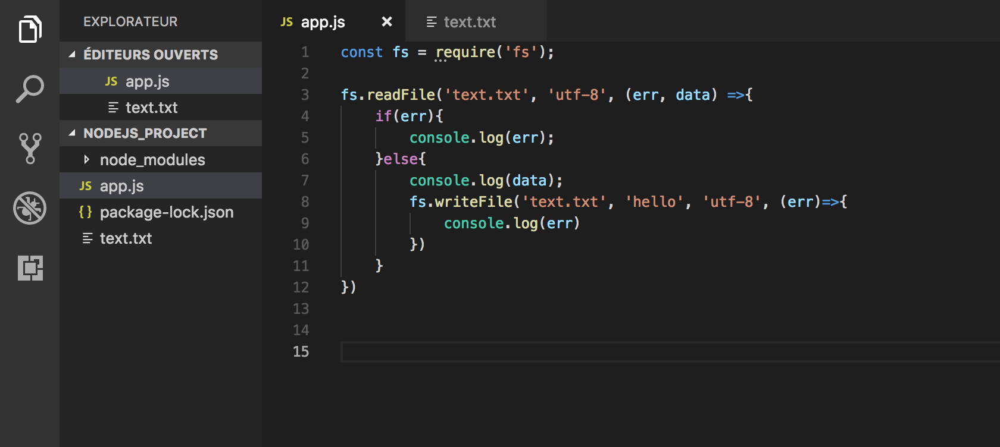 EXPLORATEUR
ÉDITEURS OUVERTS
JS app.js
text.txt
NODEJS_PROJECT
node_modules
JS app.js
{ } package-lock.json
text.txt
JS app.js ×
text.txt
1 const fs = require('fs');
2
3 fs.readFile('text.txt', 'utf-8', (err, data) =>{
4     if(err){
5         console.log(err);
6     }else{
7         console.log(data);
8         fs.writeFile('text.txt', 'hello', 'utf-8', (err)=>{
9             console.log(err)
10         })
11     }
12 })
13
14
15